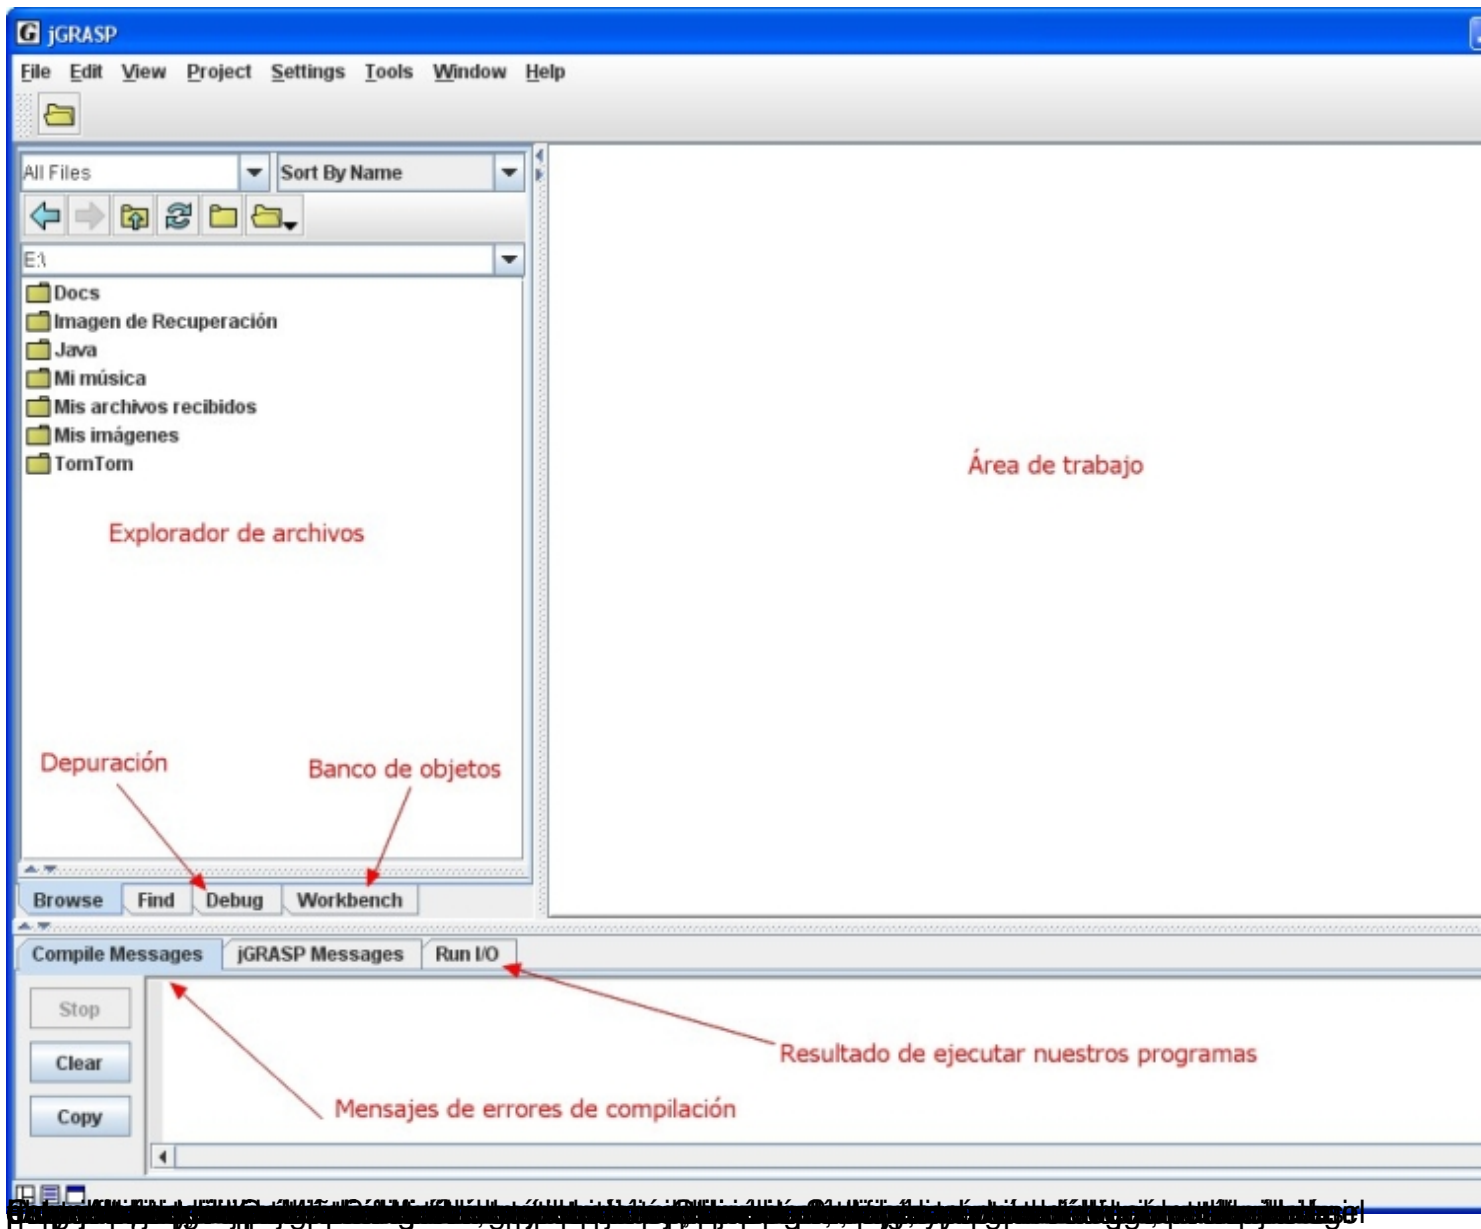 jGRASP
File Edit View Project Settings Tools Window Help
All Files Sort By Name
E:\
Docs
Imagen de Recuperación
Java
Mi música
Mis archivos recibidos
Mis imágenes
TomTom
Explorador de archivos
Área de trabajo
Depuración
Banco de objetos
Browse Find Debug Workbench
Compile Messages jGRASP Messages Run I/O
Stop
Clear
Copy
Resultado de ejecutar nuestros programas
Mensajes de errores de compilación